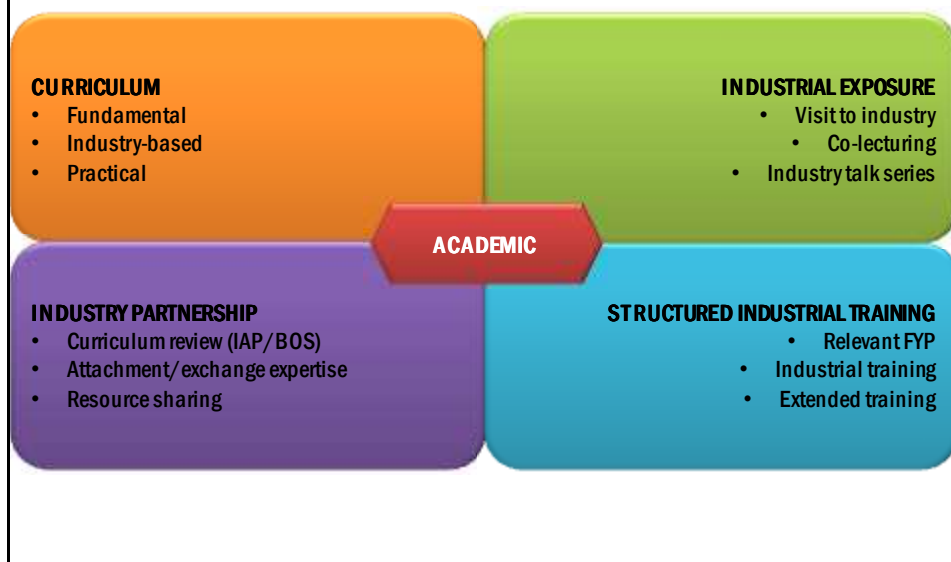 CURRICULUM
• Fundamental
• Industry-based
• Practical
INDUSTRIAL EXPOSURE
• Visit to industry
• Co-lecturing
• Industry talk series
ACADEMIC
INDUSTRY PARTNERSHIP
• Curriculum review (IAP/BOS)
• Attachment/exchange expertise
• Resource sharing
STRUCTURED INDUSTRIAL TRAINING
• Relevant FYP
• Industrial training
• Extended training